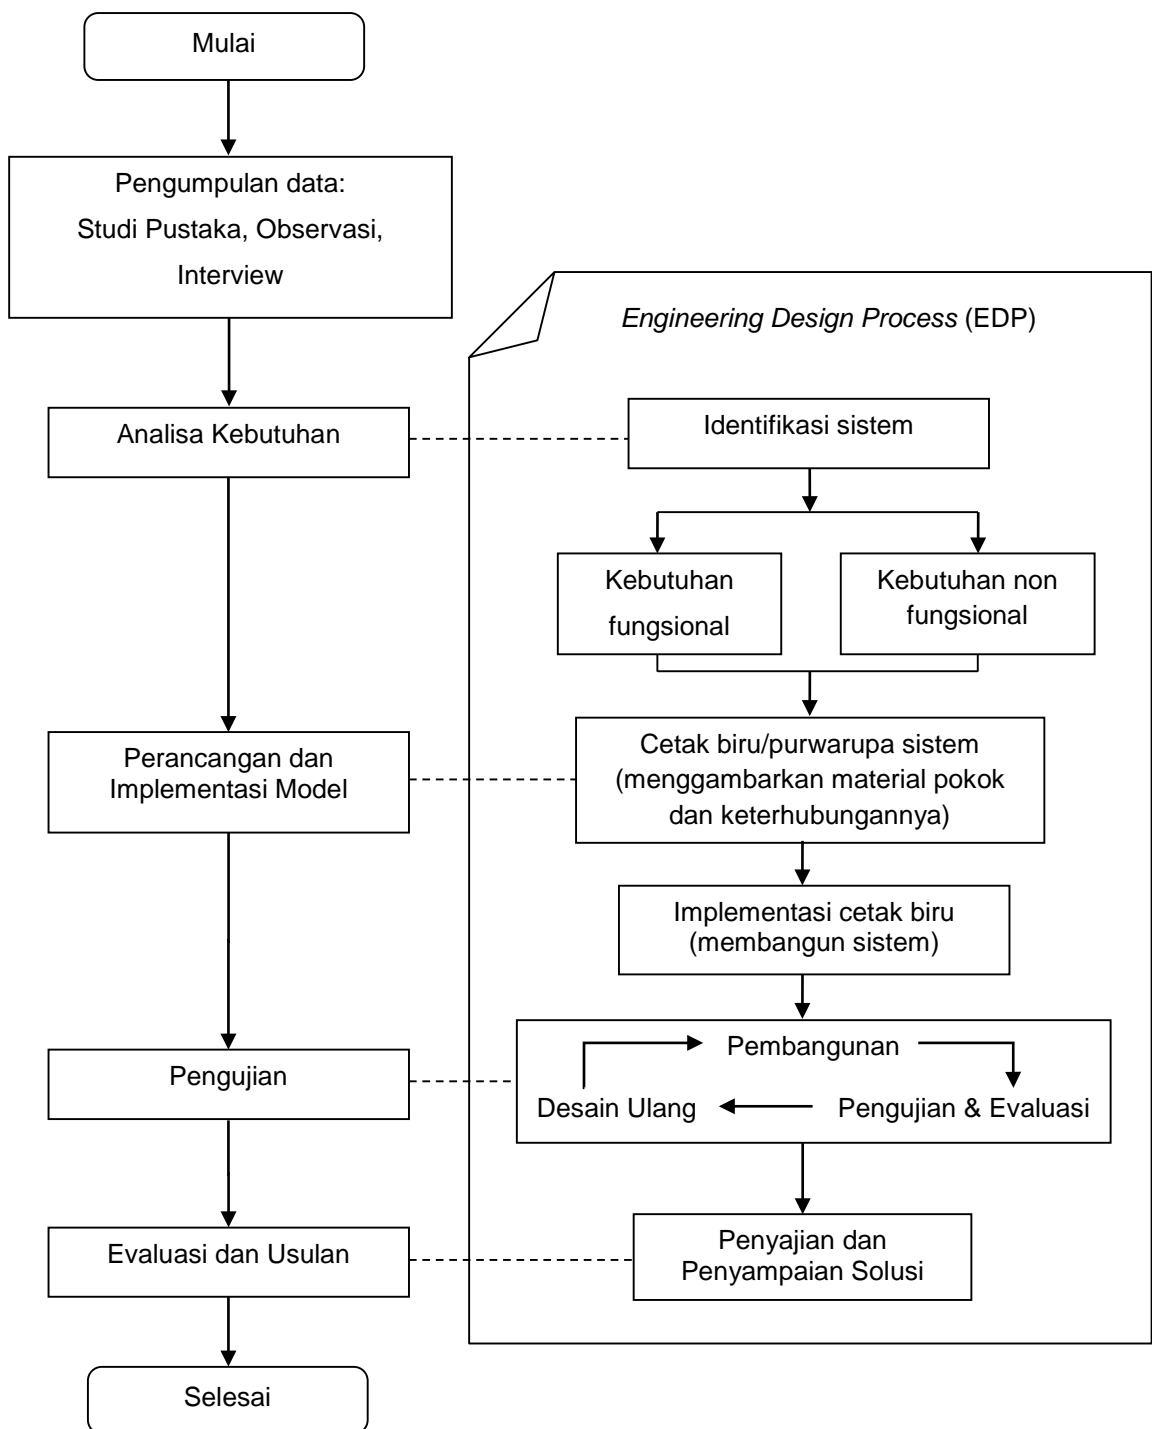 Mulai
Pengumpulan data:
Studi Pustaka, Observasi,
Interview
Engineering Design Process (EDP)
Analisa Kebutuhan
Identifikasi sistem
Kebutuhan
fungsional
Kebutuhan non
fungsional
Perancangan dan
Implementasi Model
Cetak biru/purwarupa sistem
(menggambarkan material pokok
dan keterhubungannya)
Implementasi cetak biru
(membangun sistem)
Pengujian
Pembangunan
Desain Ulang
Pengujian & Evaluasi
Evaluasi dan Usulan
Penyajian dan
Penyampaian Solusi
Selesai